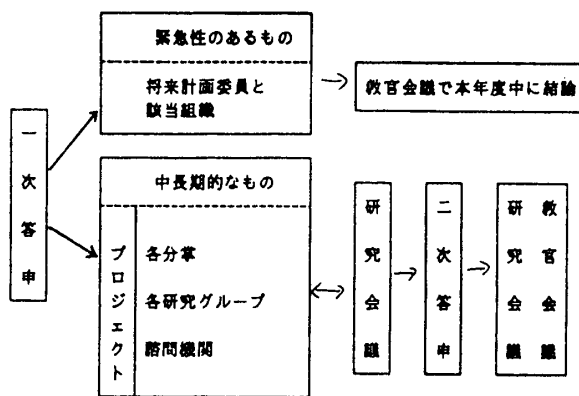 一次答申
緊急性のあるもの
将来計画委員と
該当組織
教官会議で本年度中に結論
中長期的なもの
プロジェクト
各分掌
各研究グループ
諮問機関
研究会議
二次答申
教官会議
研究会議